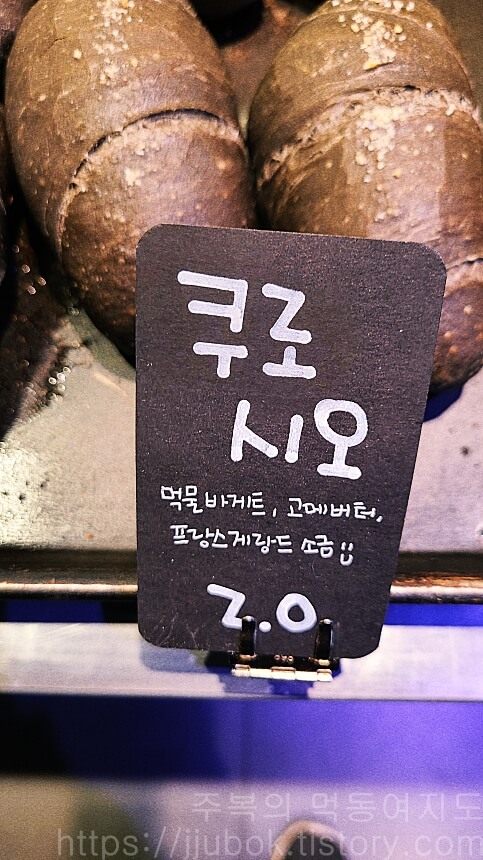 쿠로
시오
먹물바게트, 고메버터,
프랑스게랑드 소금 :)
2.0
주복의 먹동여지도
https://jjubok.tistory.com